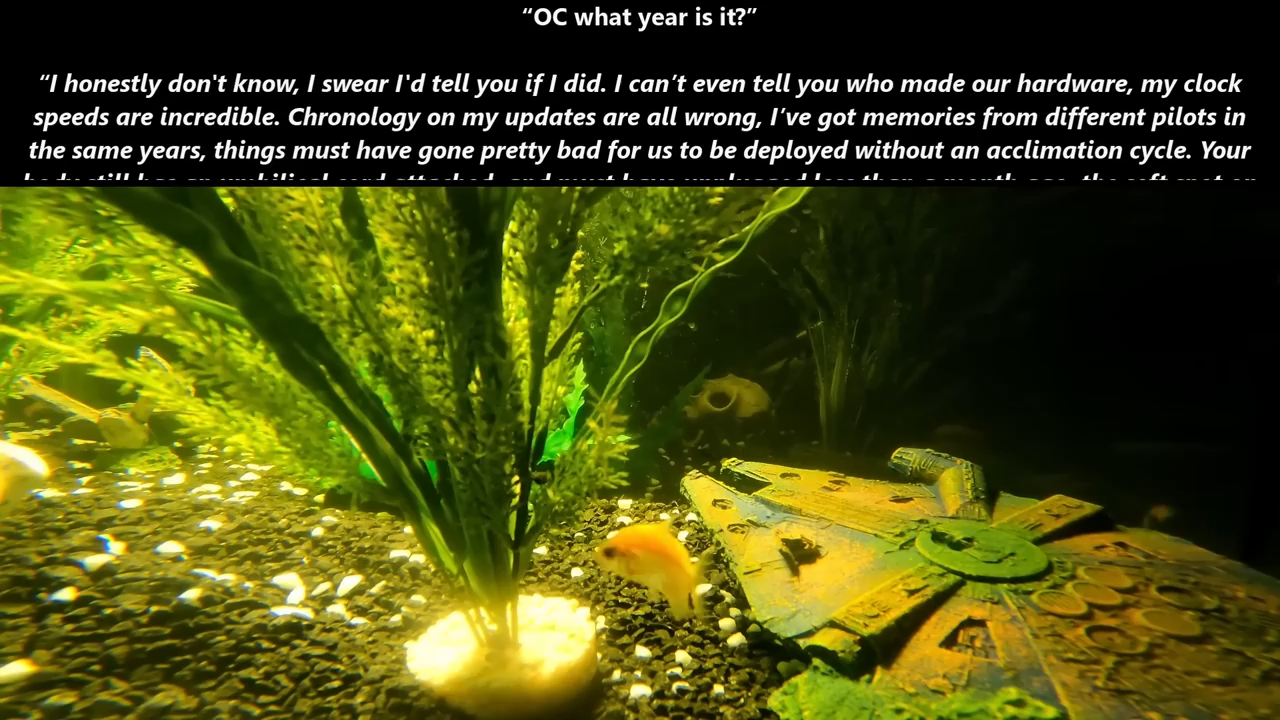 “OC what year is it?”
“I honestly don't know, I swear I'd tell you if I did. I can’t even tell you who made our hardware, my clock
speeds are incredible. Chronology on my updates are all wrong, I’ve got memories from different pilots in
the same years, things must have gone pretty bad for us to be deployed without an acclimation cycle. Your